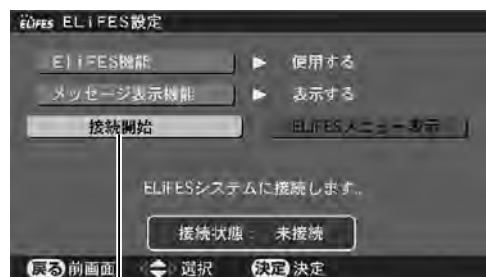 ELiFES ELiFES設定
ELiFES機能 ▶ 使用する
メッセージ表示機能 ▶ 表示する
接続開始 ELiFESメニュー表示
ELiFESシステムに接続します。
接続状態： 未接続
戻る 前画面 選択 決定 決定